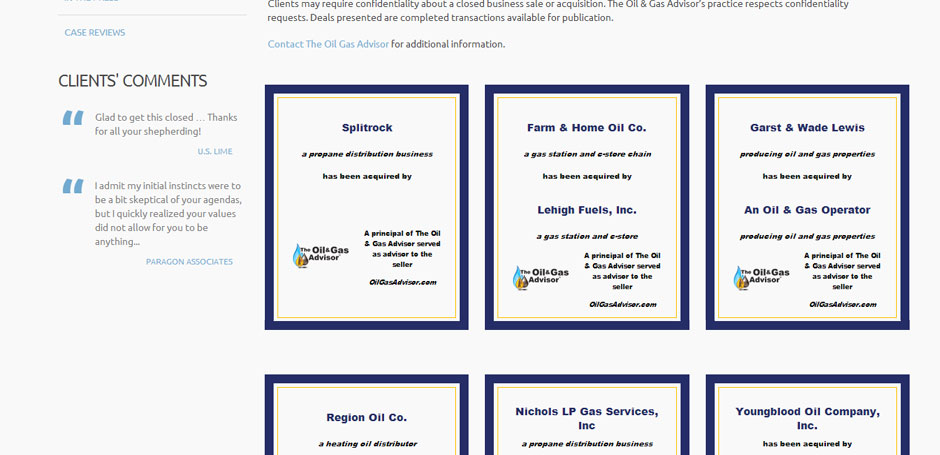 Clients may require confidentiality about a closed business sale or acquisition. The Oil & Gas Advisor's practice respects confidentiality
requests. Deals presented are completed transactions available for publication.
CASE REVIEWS
Contact The Oil Gas Advisor for additional information.
CLIENTS' COMMENTS
“
Glad to get this closed … Thanks
for all your shepherding!
U.S. LIME
“
I admit my initial instincts were to
be a bit skeptical of your agendas,
but I quickly realized your values
did not allow for you to be
anything...
PARAGON ASSOCIATES
Splitrock
a propane distribution business
has been acquired by
The Oil&Gas
Advisor
A principal of The Oil
& Gas Advisor served
as advisor to the
seller
OilGasAdvisor.com
Farm & Home Oil Co.
a gas station and c-store chain
has been acquired by
Lehigh Fuels, Inc.
a gas station and c-store
The Oil&Gas
Advisor
A principal of The Oil
& Gas Advisor served
as advisor to the
seller
OilGasAdvisor.com
Garst & Wade Lewis
producing oil and gas properties
has been acquired by
An Oil & Gas Operator
producing oil and gas properties
The Oil&Gas
Advisor
A principal of The Oil
& Gas Advisor served
as advisor to the
seller
OilGasAdvisor.com
Region Oil Co.
a heating oil distributor
Nichols LP Gas Services,
Inc
a propane distribution business
Youngblood Oil Company,
Inc.
has been acquired by